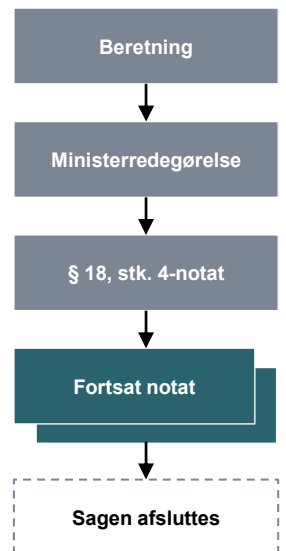 Beretning
Ministerredegørelse
§ 18, stk. 4-notat
Fortsat notat
Sagen afsluttes